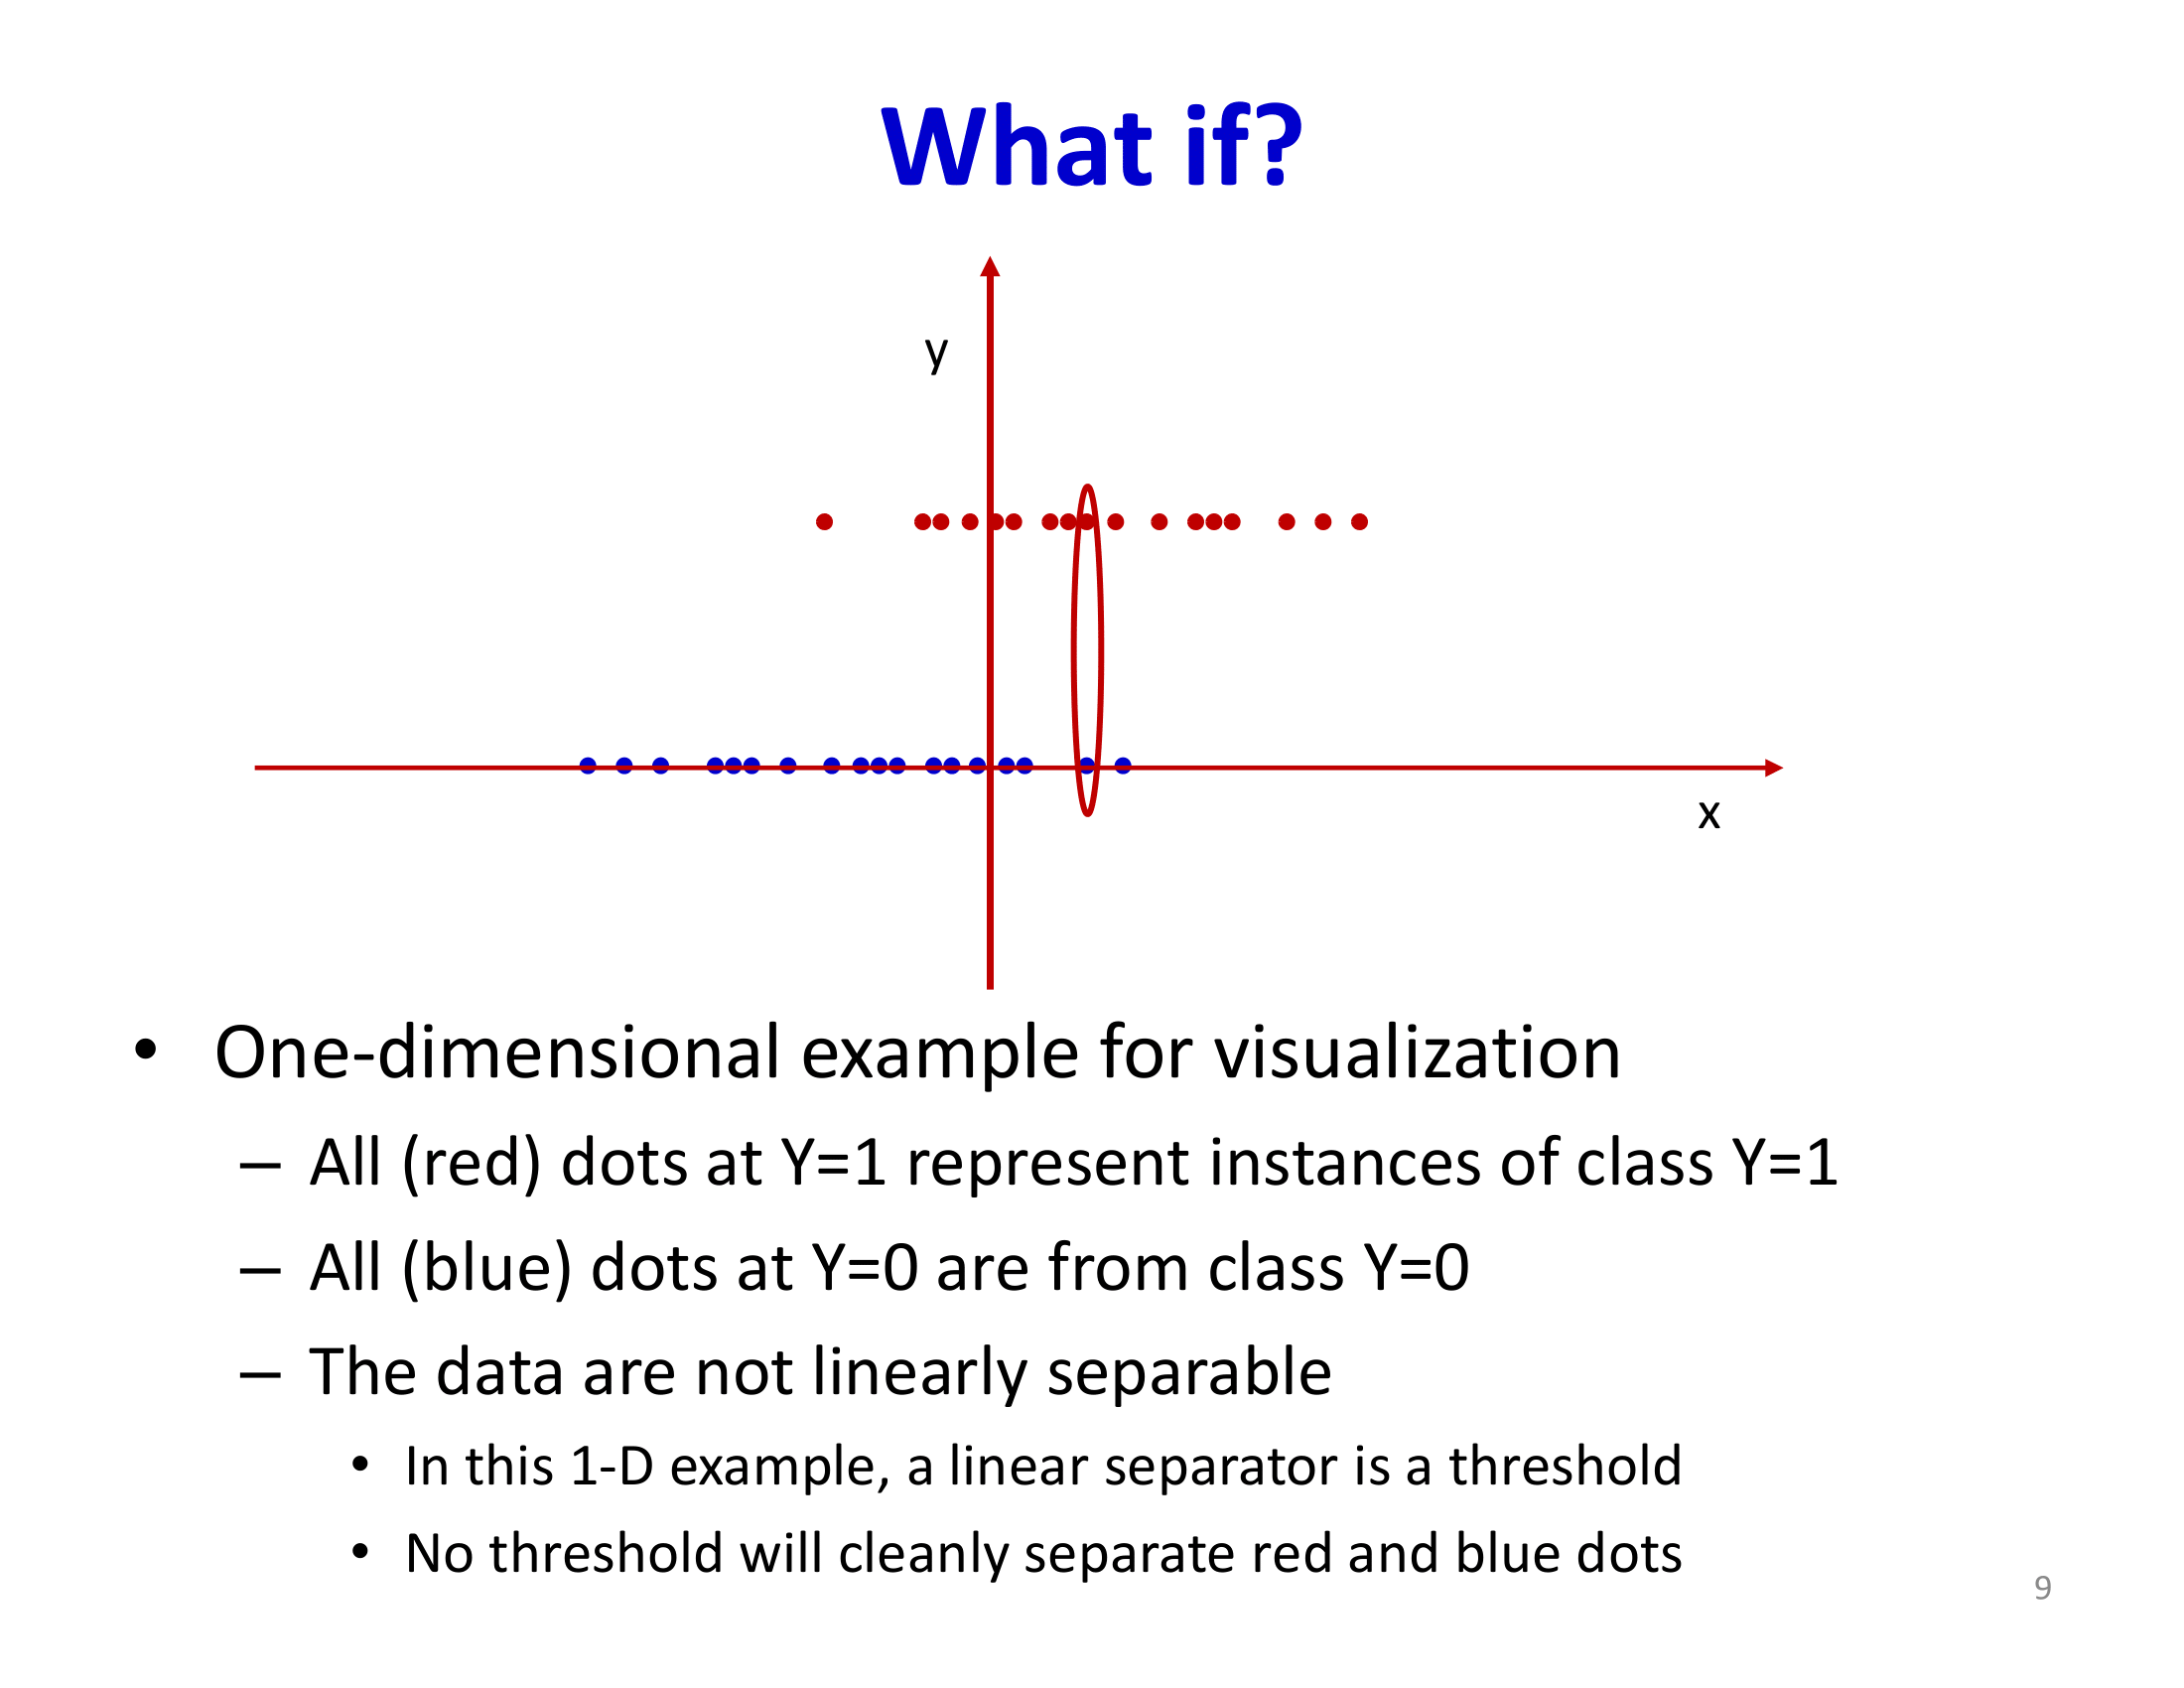 What if?
y
x
• One-dimensional example for visualization
– All (red) dots at Y=1 represent instances of class Y=1
– All (blue) dots at Y=0 are from class Y=0
– The data are not linearly separable
• In this 1-D example, a linear separator is a threshold
• No threshold will cleanly separate red and blue dots
9